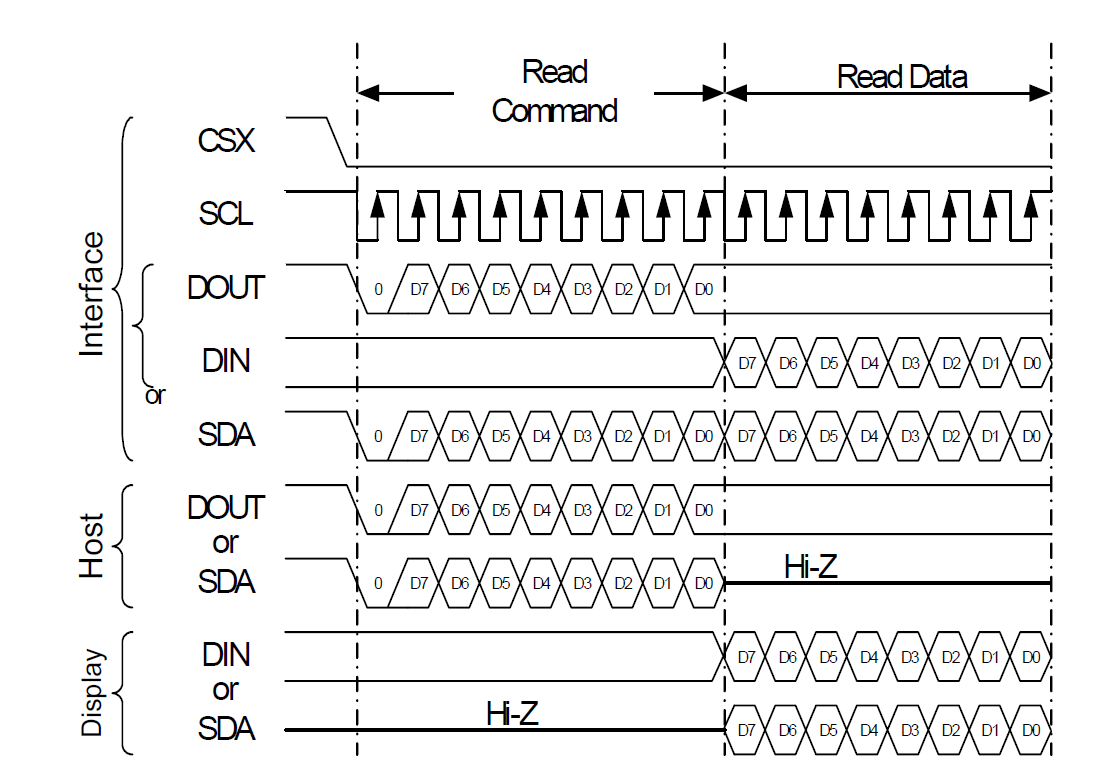 Read Command
Read Data
Interface
CSX
SCL
DOUT
0 D7 D6 D5 D4 D3 D2 D1 D0
DIN
D7 D6 D5 D4 D3 D2 D1 D0
or
SDA
0 D7 D6 D5 D4 D3 D2 D1 D0 D7 D6 D5 D4 D3 D2 D1 D0
Host
DOUT
0 D7 D6 D5 D4 D3 D2 D1 D0
or
SDA
0 D7 D6 D5 D4 D3 D2 D1 D0
Hi-Z
Display
DIN
D7 D6 D5 D4 D3 D2 D1 D0
or
SDA
Hi-Z
D7 D6 D5 D4 D3 D2 D1 D0